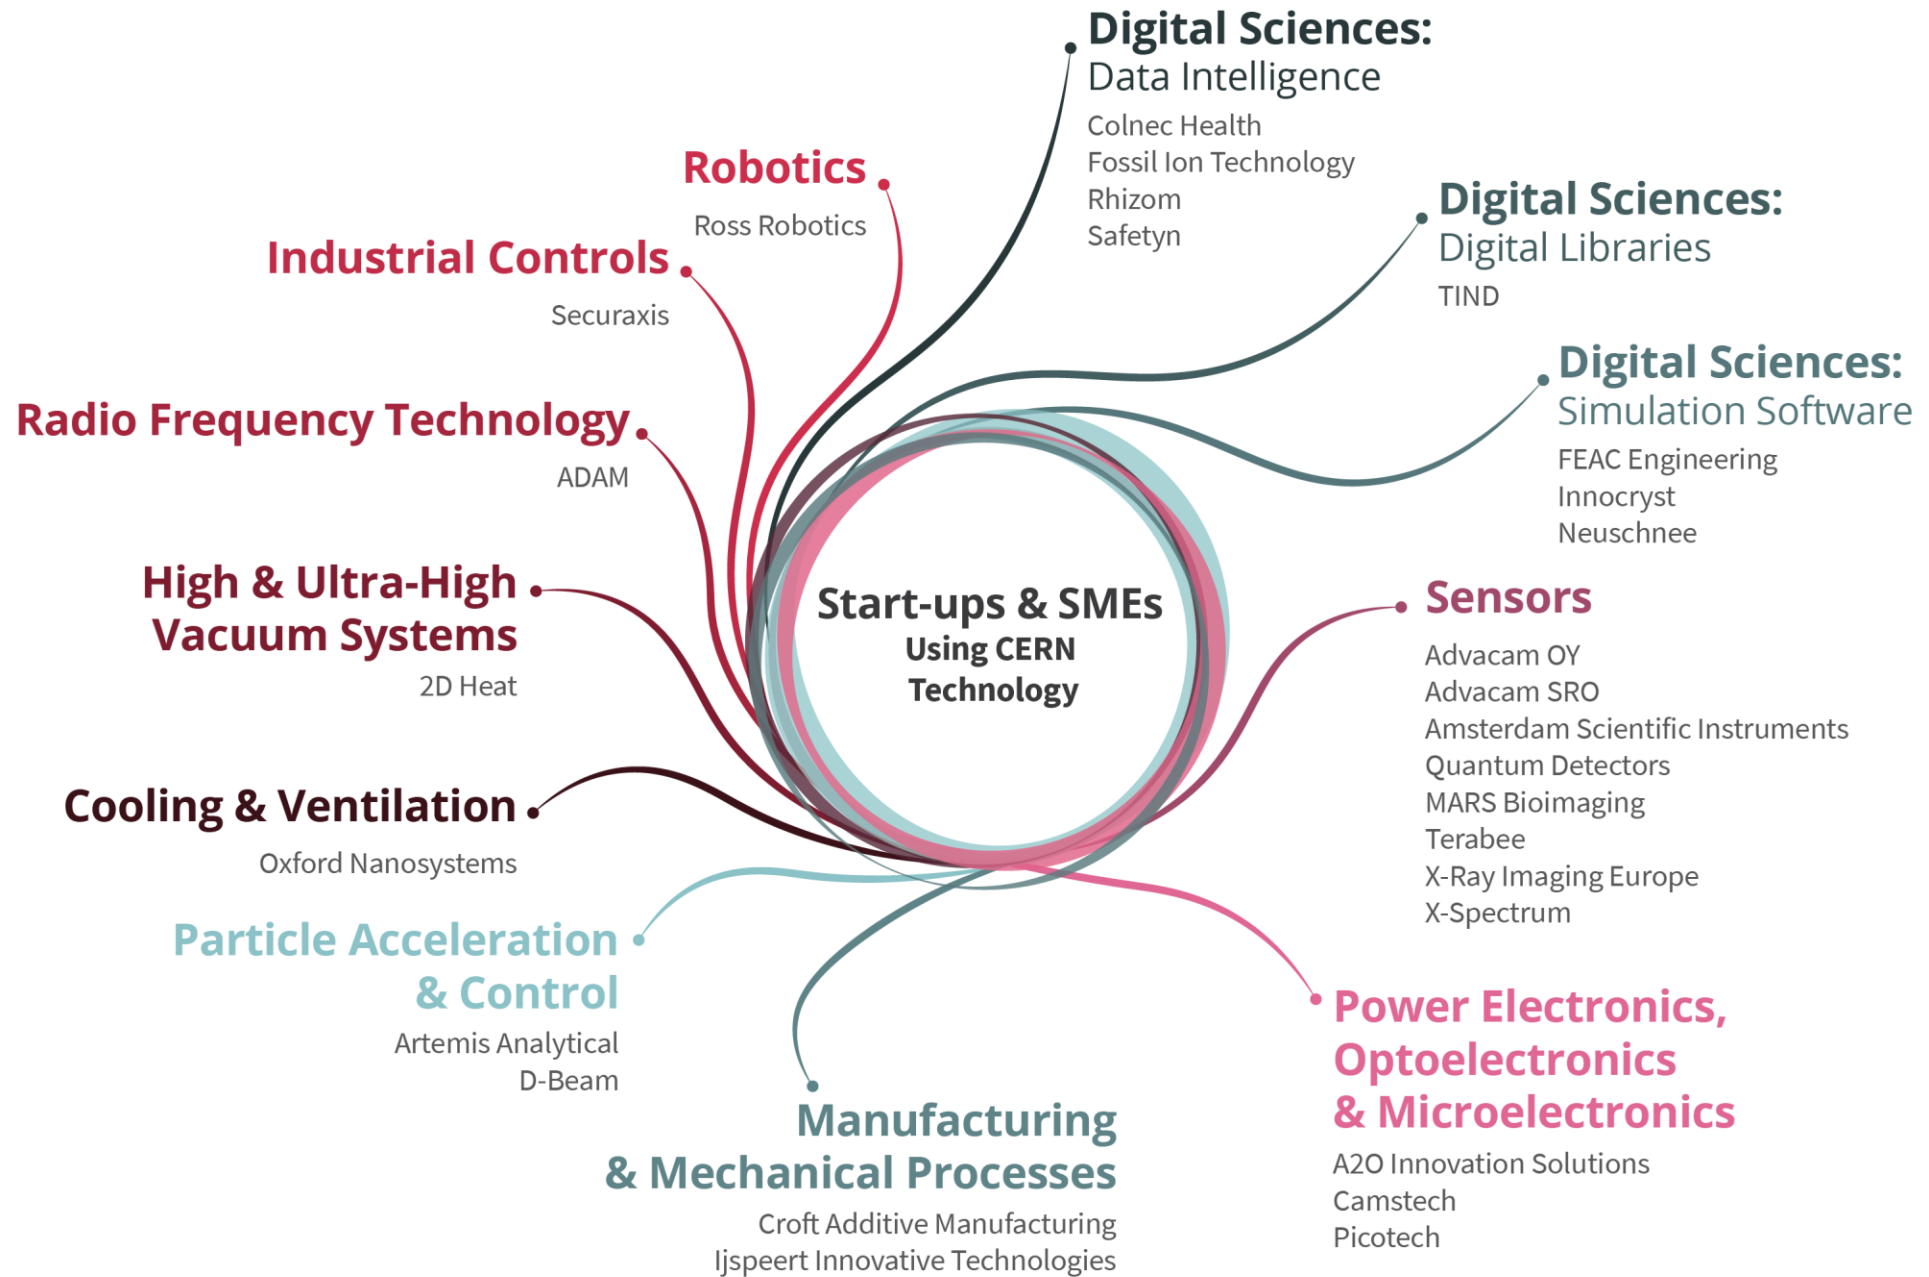 Digital Sciences:
Data Intelligence
Colnec Health
Fossil Ion Technology
Rhizom
Safetyn
Robotics
Ross Robotics
Digital Sciences:
Digital Libraries
TIND
Industrial Controls
Securaxis
Digital Sciences:
Simulation Software
FEAC Engineering
Innocryst
Neuschnee
Radio Frequency Technology
ADAM
High & Ultra-High
Vacuum Systems
2D Heat
Start-ups & SMEs
Using CERN
Technology
Sensors
Advacam OY
Advacam SRO
Amsterdam Scientific Instruments
Quantum Detectors
MARS Bioimaging
Terabee
X-Ray Imaging Europe
X-Spectrum
Cooling & Ventilation
Oxford Nanosystems
Particle Acceleration
& Control
Artemis Analytical
D-Beam
Power Electronics,
Optoelectronics
& Microelectronics
A2O Innovation Solutions
Camstech
Picotech
Manufacturing
& Mechanical Processes
Croft Additive Manufacturing
Ijspeert Innovative Technologies